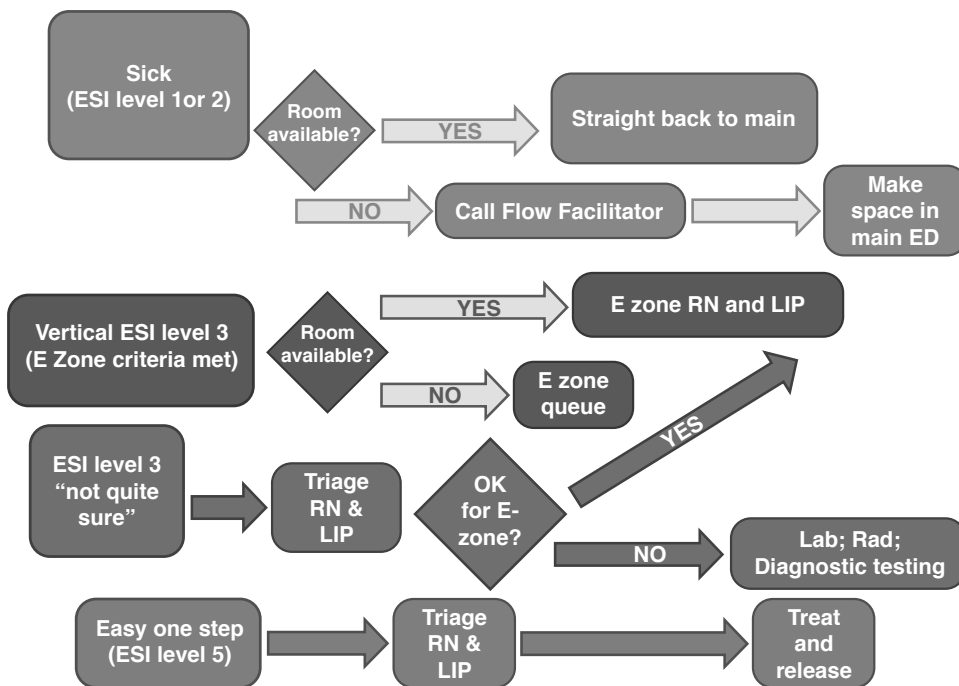 Sick
(ESI level 1or 2)
Room
available?
YES
Straight back to main
NO
Call Flow Facilitator
Make
space in
main ED
Vertical ESI level 3
(E Zone criteria met)
Room
available?
YES
E zone RN and LIP
NO
E zone
queue
ESI level 3
“not quite
sure”
Triage
RN &
LIP
OK
for E-
zone?
YES
NO
Lab; Rad;
Diagnostic testing
Easy one step
(ESI level 5)
Triage
RN &
LIP
Treat
and
release